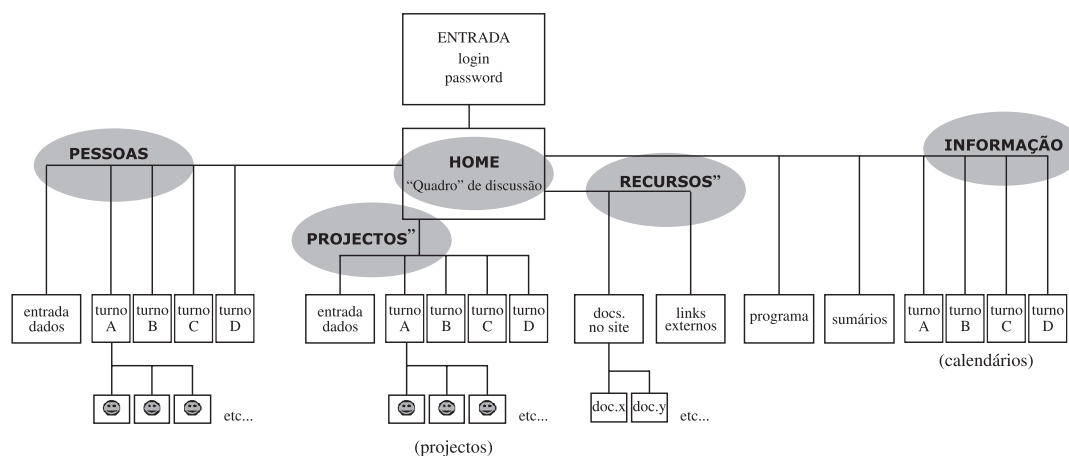 ENTRADA
login
password
PESSOAS
HOME
“Quadro” de discussão
RECURSOS”
INFORMAÇÃO
PROJECTOS”
entrada
dados
turno
A
turno
B
turno
C
turno
D
entrada
dados
turno
A
turno
B
turno
C
turno
D
docs.
no site
links
externos
programa
sumários
turno
A
turno
B
turno
C
turno
D
(calendários)
etc...
etc...
doc.x
doc.y
etc...
(projectos)